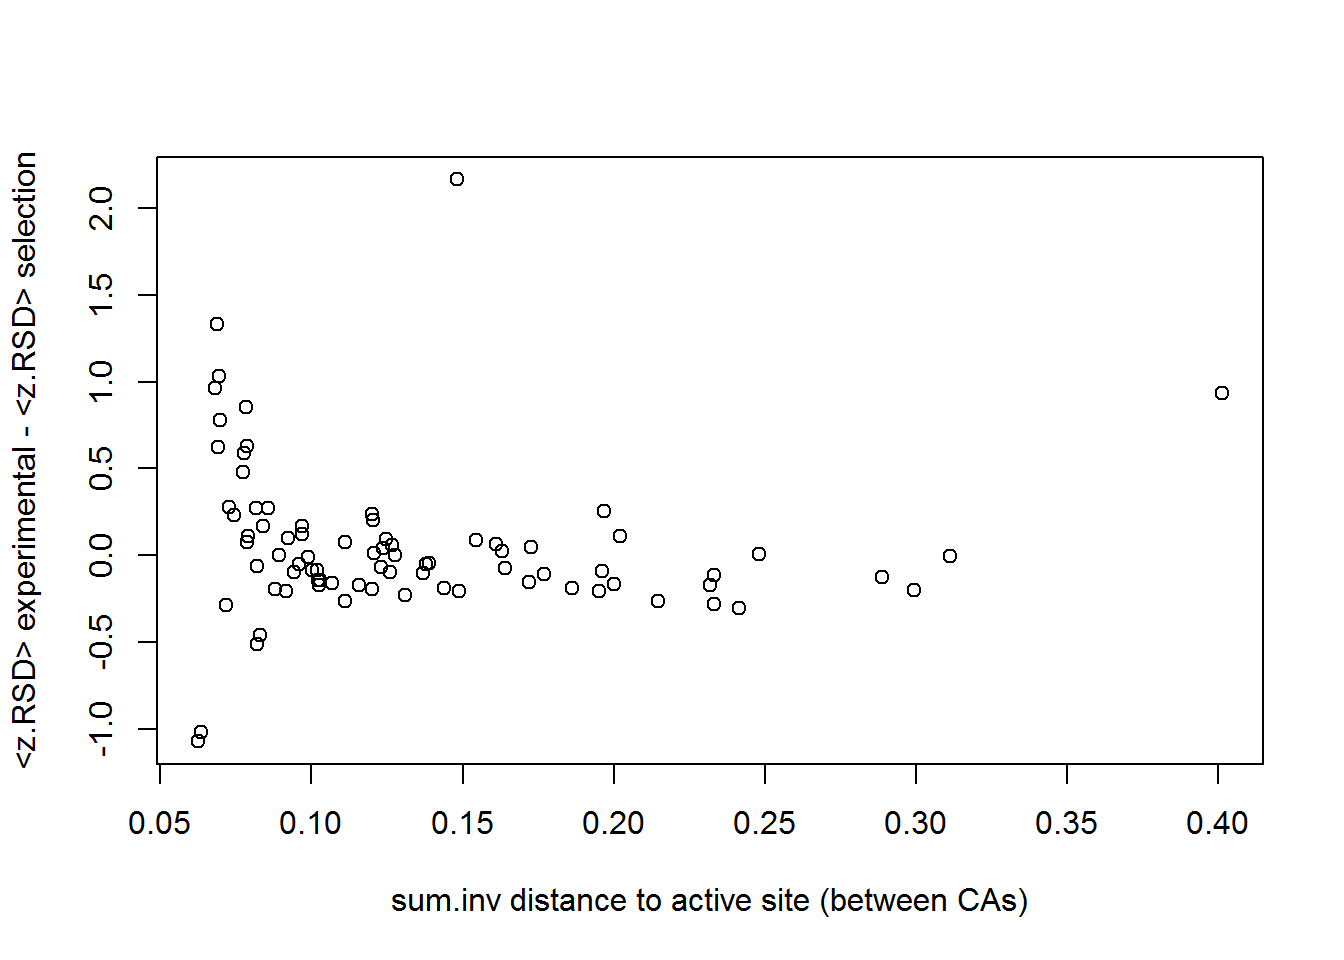 <z.RSD> experimental - <z.RSD> selection
2.0
1.5
1.0
0.5
0.0
-0.5
-1.0
0.05 0.10 0.15 0.20 0.25 0.30 0.35 0.40
sum.inv distance to active site (between CAs)